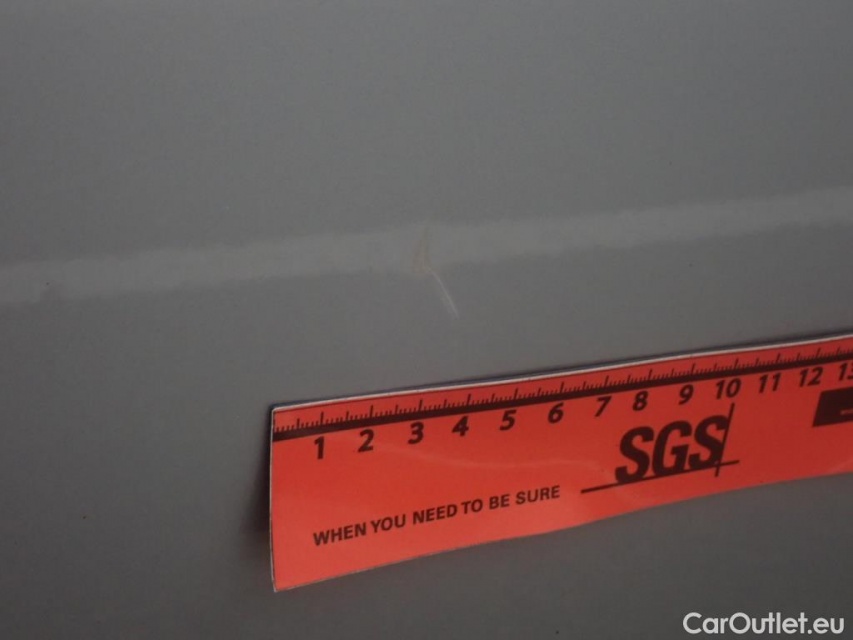 1 2 3 4 5 6 7 8 9 10 11 12 13
SGS
WHEN YOU NEED TO BE SURE
CarOutlet.eu